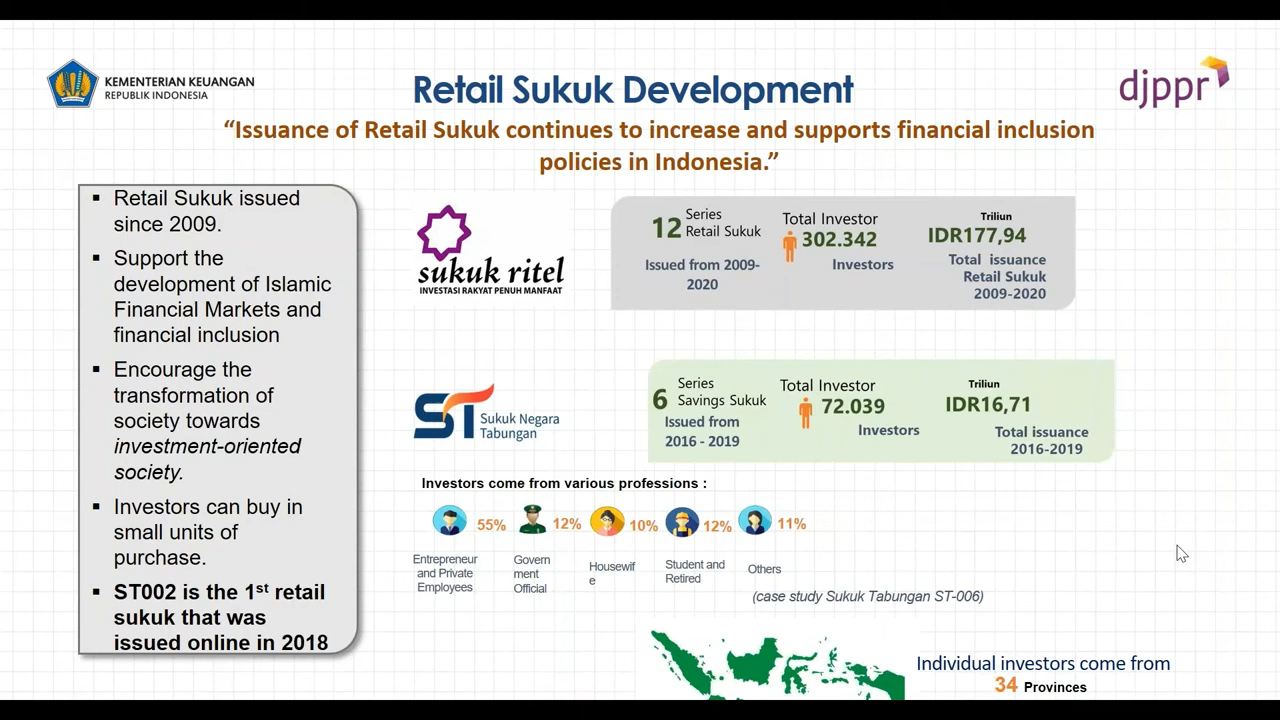 KEMENTERIAN KEUANGAN
REPUBLIK INDONESIA
Retail Sukuk Development
djppr
“Issuance of Retail Sukuk continues to increase and supports financial inclusion
policies in Indonesia.”
▪ Retail Sukuk issued
since 2009.
▪ Support the
development of Islamic
Financial Markets and
financial inclusion
▪ Encourage the
transformation of
society towards
investment-oriented
society.
▪ Investors can buy in
small units of
purchase.
▪ ST002 is the 1st retail
sukuk that was
issued online in 2018
sukuk ritel
INVESTASI RAKYAT PENUH MANFAAT
12 Series
Retail Sukuk
Issued from 2009-
2020
Total Investor
302.342
Investors
Triliun
IDR177,94
Total issuance
Retail Sukuk
2009-2020
ST Sukuk Negara
Tabungan
6 Series
Savings Sukuk
Issued from
2016 - 2019
Total Investor
72.039
Investors
Triliun
IDR16,71
Total issuance
2016-2019
Investors come from various professions :
55%
12%
10%
12%
11%
Entrepreneur
and Private
Employees
Govern
ment
Official
Housewif
e
Student and
Retired
Others
(case study Sukuk Tabungan ST-006)
Individual investors come from
34 Provinces